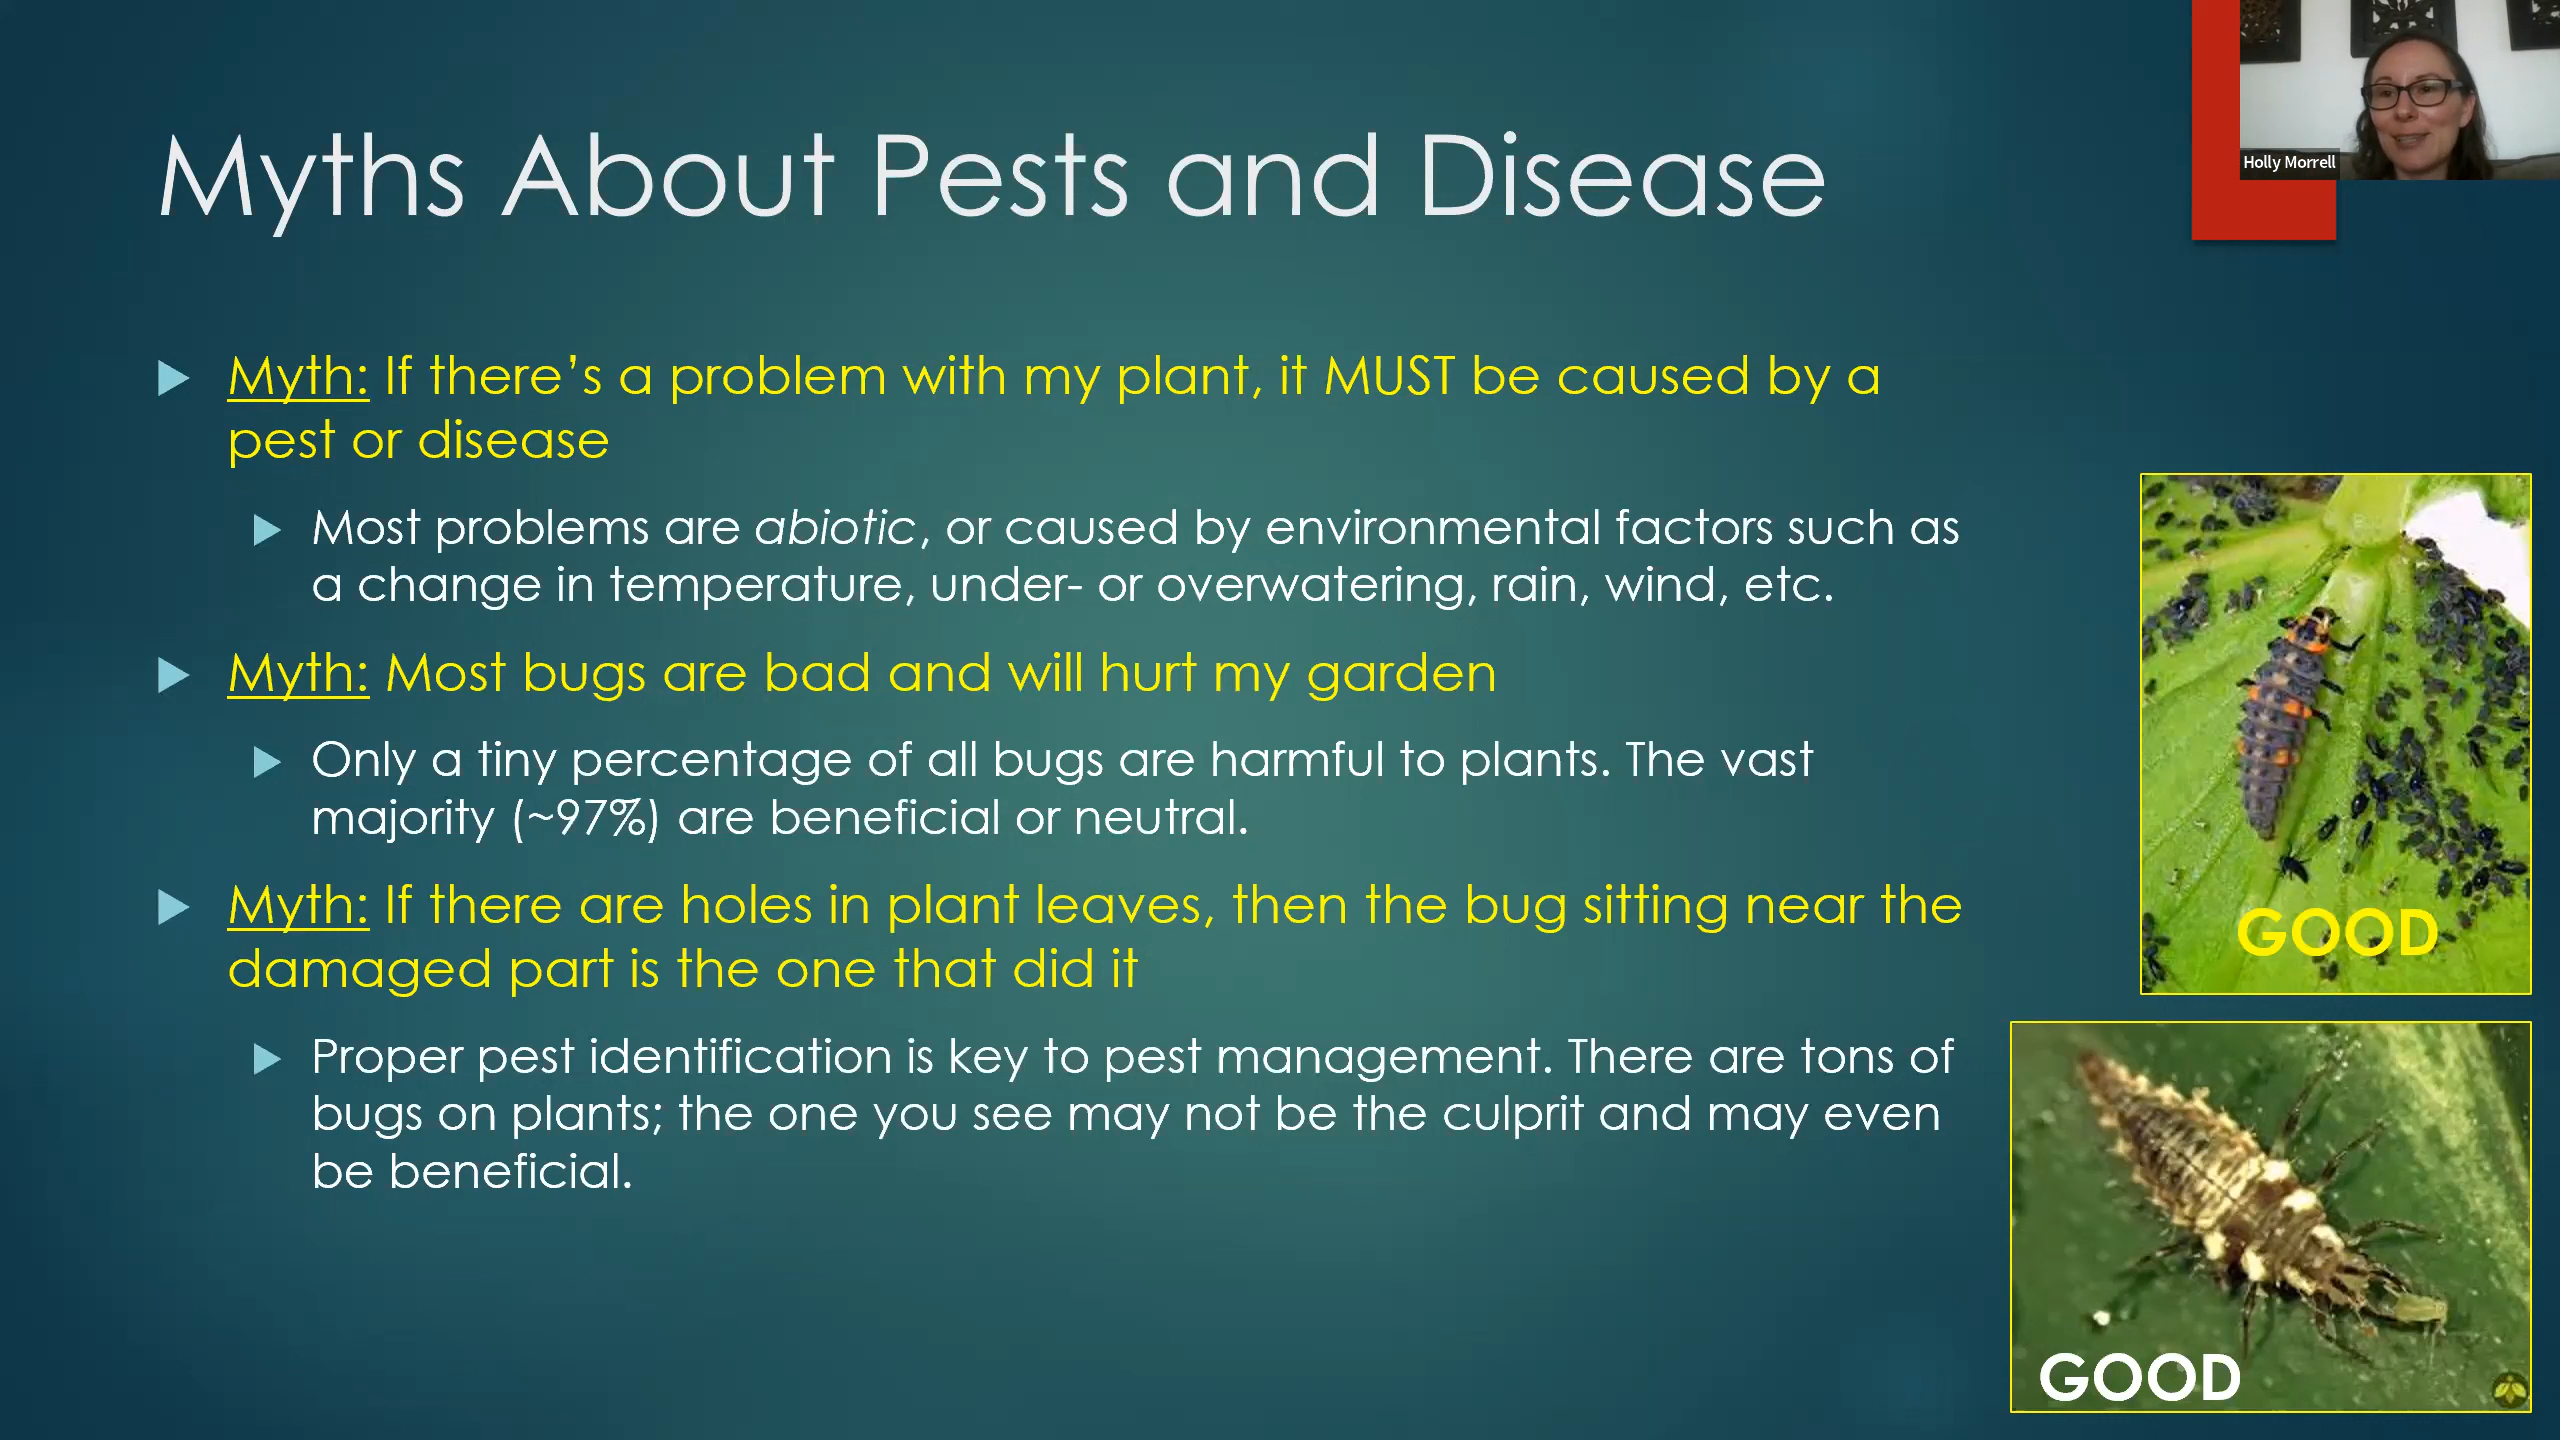 Holly Morrell
Myths About Pests and Disease
Myth: If there’s a problem with my plant, it MUST be caused by a
pest or disease
Most problems are abiotic, or caused by environmental factors such as
a change in temperature, under- or overwatering, rain, wind, etc.
Myth: Most bugs are bad and will hurt my garden
Only a tiny percentage of all bugs are harmful to plants. The vast
majority (~97%) are beneficial or neutral.
Myth: If there are holes in plant leaves, then the bug sitting near the
damaged part is the one that did it
Proper pest identification is key to pest management. There are tons of
bugs on plants; the one you see may not be the culprit and may even
be beneficial.
GOOD
GOOD